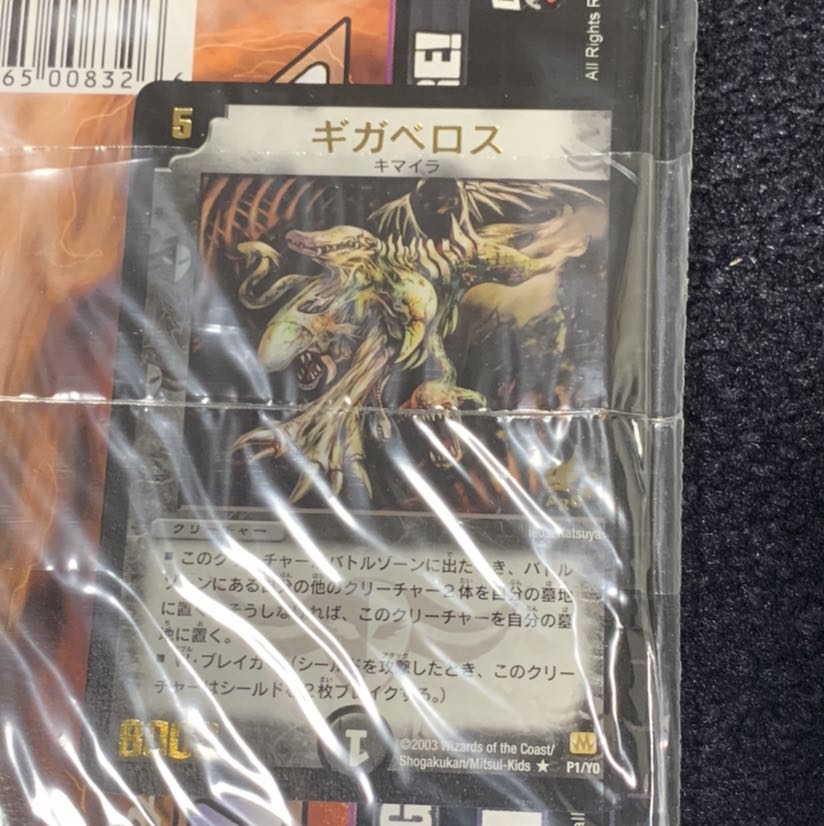 65 00832 6
E!
All Rights R
5
ギガベロス
キマイラ
クリーチャー
Illus. Katsuya
■ このクリーチャーがバトルゾーンに出たとき、バトル
ゾーンにある自分の他のクリーチャー2体を自分の墓地
に置く。そうしなければ、このクリーチャーを自分の墓
地に置く。
■ W・ブレイカー(シールドを攻撃したとき、このクリー
チャーはシールドを2枚ブレイクする。)
1
©2003 Wizards of the Coast/
Shogakukan/Mitsui-Kids ★ P1/Y0